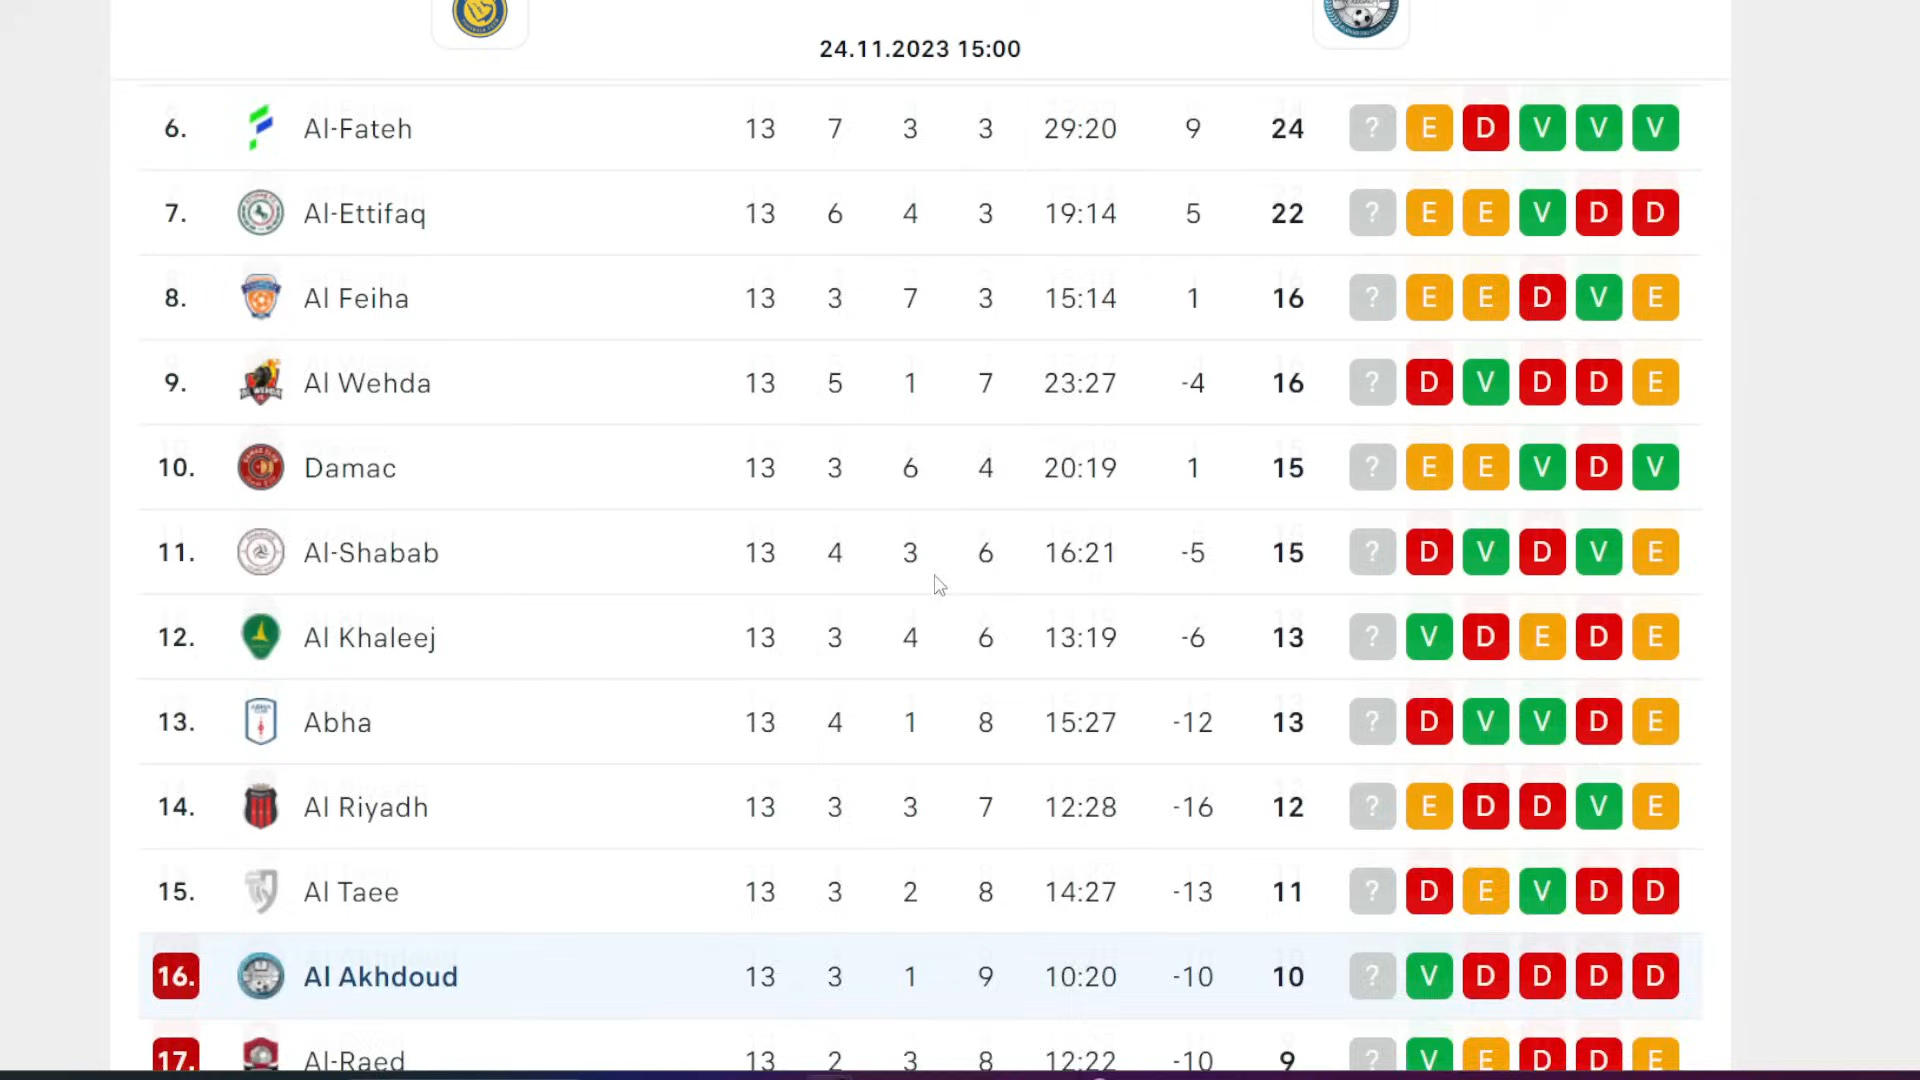 24.11.2023 15:00
6. Al-Fateh 13 7 3 3 29:20 9 24 ? E D V V V
7. Al-Ettifaq 13 6 4 3 19:14 5 22 ? E E V D D
8. Al Feiha 13 3 7 3 15:14 1 16 ? E E D V E
9. Al Wehda 13 5 1 7 23:27 -4 16 ? D V D D E
10. Damac 13 3 6 4 20:19 1 15 ? E E V D V
11. Al-Shabab 13 4 3 6 16:21 -5 15 ? D V D V E
12. Al Khaleej 13 3 4 6 13:19 -6 13 ? V D E D E
13. Abha 13 4 1 8 15:27 -12 13 ? D V V D E
14. Al Riyadh 13 3 3 7 12:28 -16 12 ? E D D V E
15. Al Taee 13 3 2 8 14:27 -13 11 ? D E V D D
16. Al Akhdoud 13 3 1 9 10:20 -10 10 ? V D D D D
17. Al-Raed 13 2 3 8 12:22 -10 9 ? V E D D E